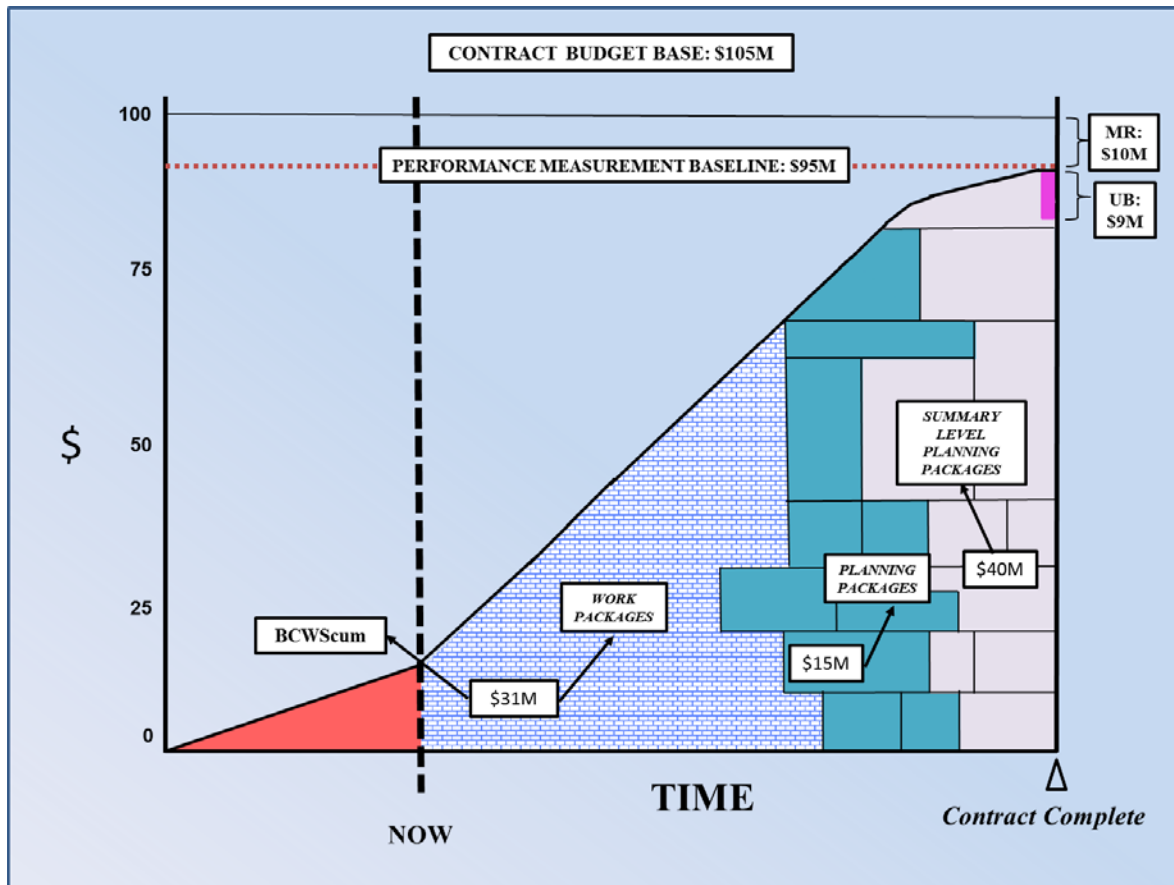 CONTRACT BUDGET BASE: $105M
100
MR:
$10M
PERFORMANCE MEASUREMENT BASELINE: $95M
UB:
$9M
75
SUMMARY
LEVEL
PLANNING
PACKAGES
50
$
$40M
PLANNING
PACKAGES
WORK
PACKAGES
25
BCWScum
$15M
$31M
0
TIME
NOW
Contract Complete